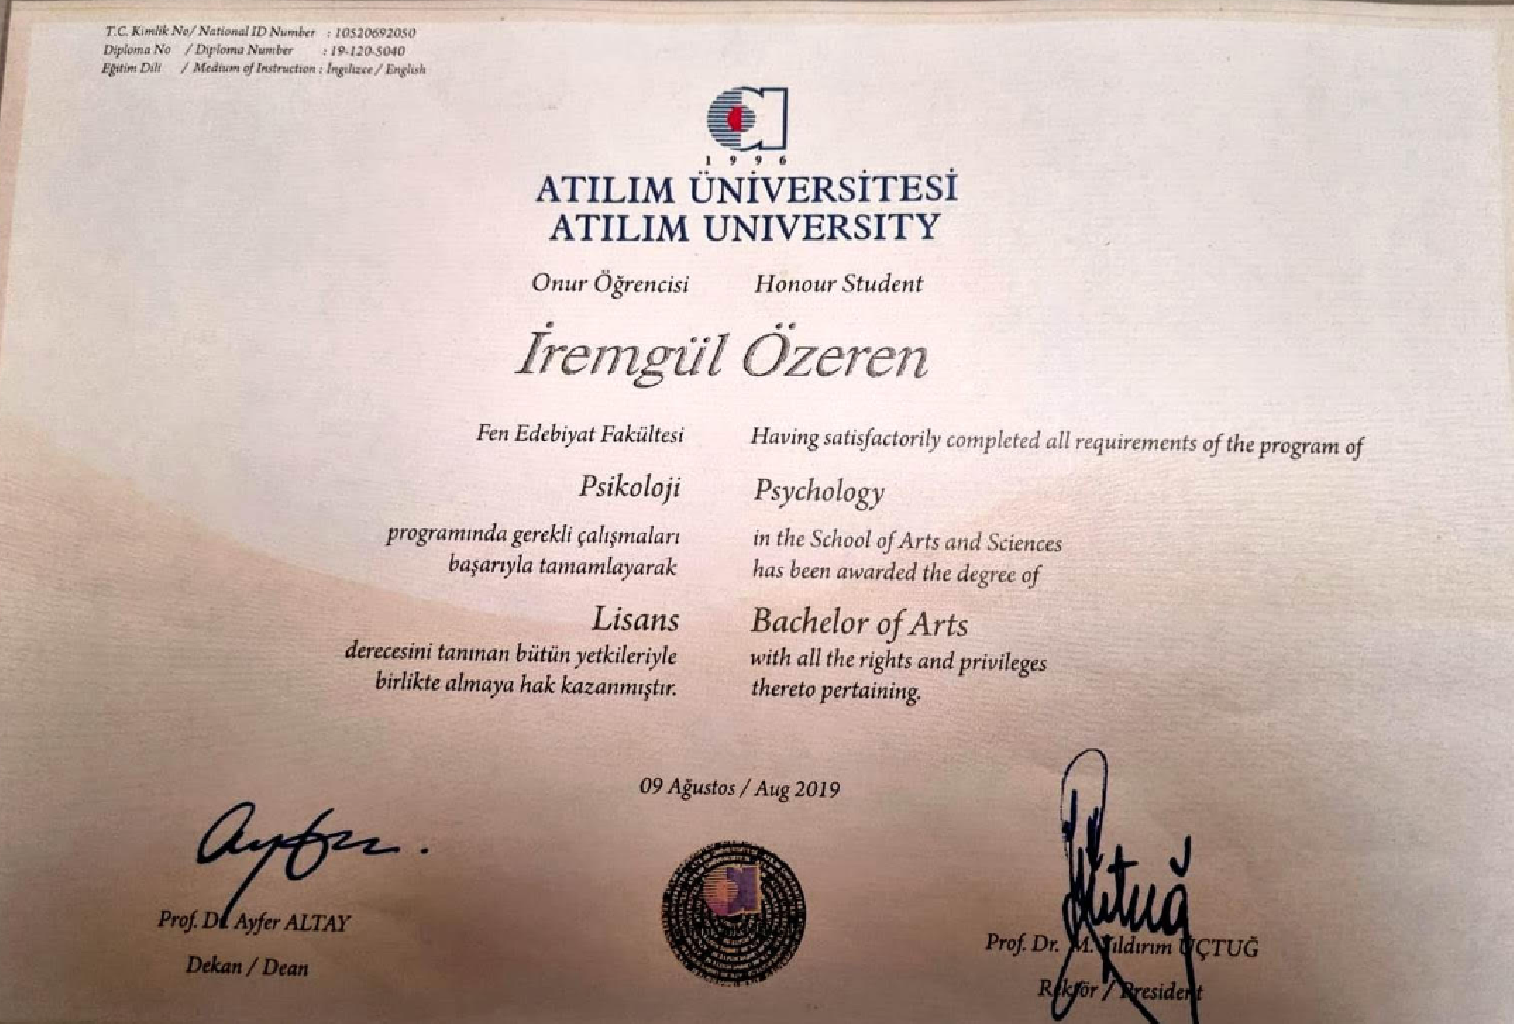 T.C. Kimlik No/ National ID Number : 10520692050
Diploma No / Diploma Number : 19-120-5040
Eğitim Dili / Medium of Instruction : İngilizce / English
1996
ATILIM ÜNİVERSİTESİ
ATILIM UNIVERSITY
Onur Öğrencisi Honour Student
İremgül Özeren
Fen Edebiyat Fakültesi Having satisfactorily completed all requirements of the program of
Psikoloji Psychology
programında gerekli çalışmaları in the School of Arts and Sciences
başarıyla tamamlayarak has been awarded the degree of
Lisans Bachelor of Arts
derecesini tanınan bütün yetkileriyle with all the rights and privileges
birlikte almaya hak kazanmıştır. thereto pertaining.
09 Ağustos / Aug 2019
Prof. Dr. Ayfer ALTAY
Dekan / Dean
Prof. Dr. M. Yıldırım ÜÇTUĞ
Rektör / President